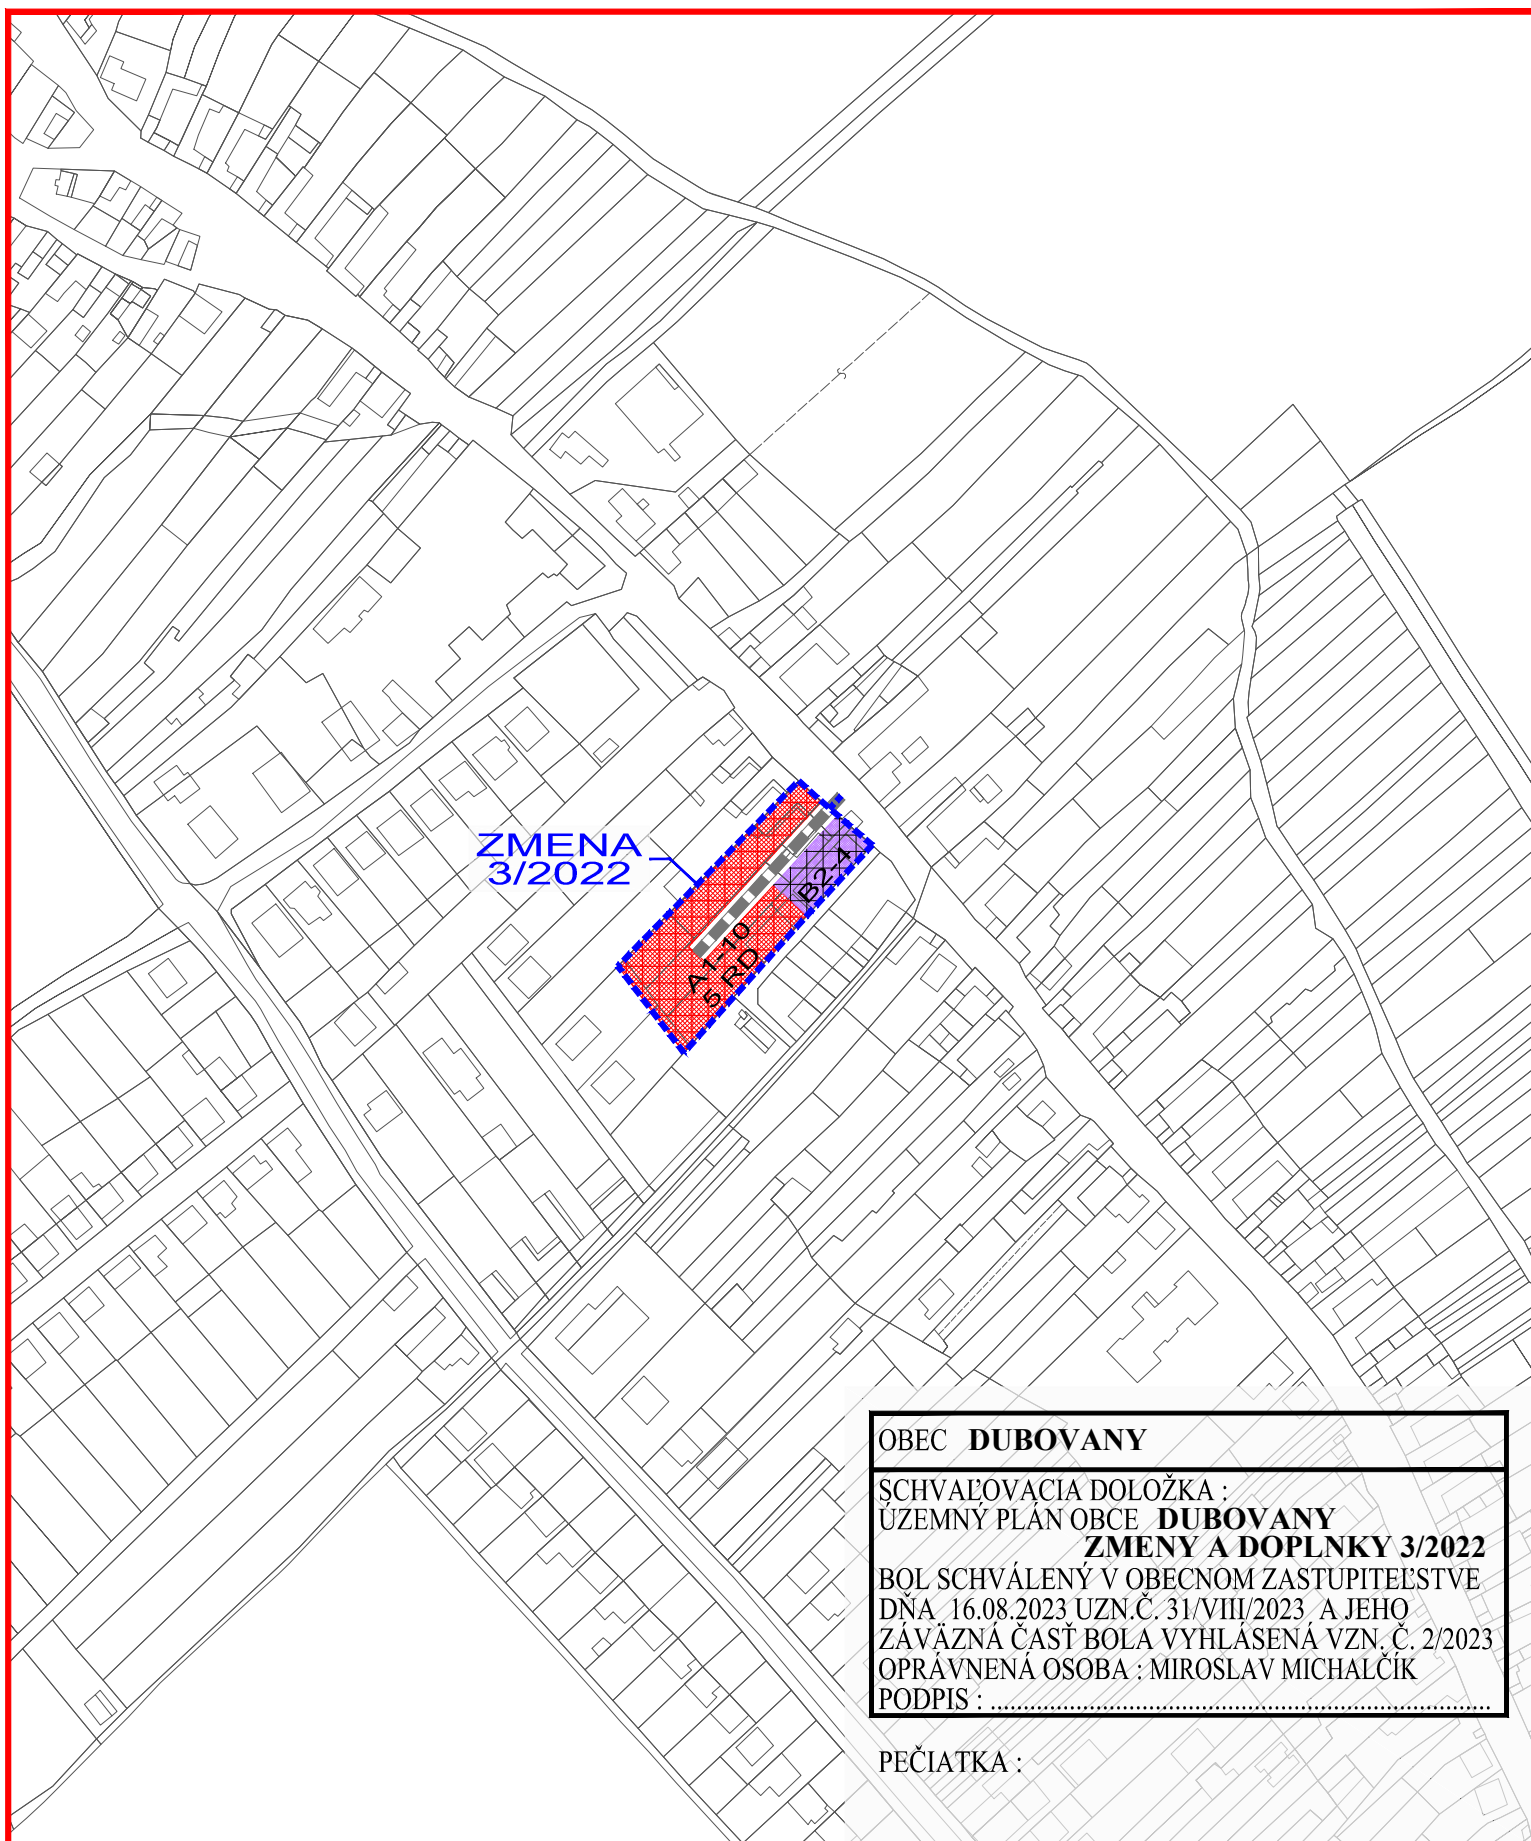 ZMENA
3/2022
B2-4
A1-10
5 RD
OBEC DUBOVANY
SCHVAĽOVACIA DOLOŽKA :
ÚZEMNÝ PLÁN OBCE DUBOVANY
ZMENY A DOPLNKY 3/2022
BOL SCHVÁLENÝ V OBECNOM ZASTUPITEĽSTVE
DŇA 16.08.2023 UZN.Č. 31/VIII/2023 A JEHO
ZÁVÄZNÁ ČASŤ BOLA VYHLÁSENÁ VZN. Č. 2/2023
OPRÁVNENÁ OSOBA : MIROSLAV MICHALČÍK
PODPIS : ...........................................................................
PEČIATKA :